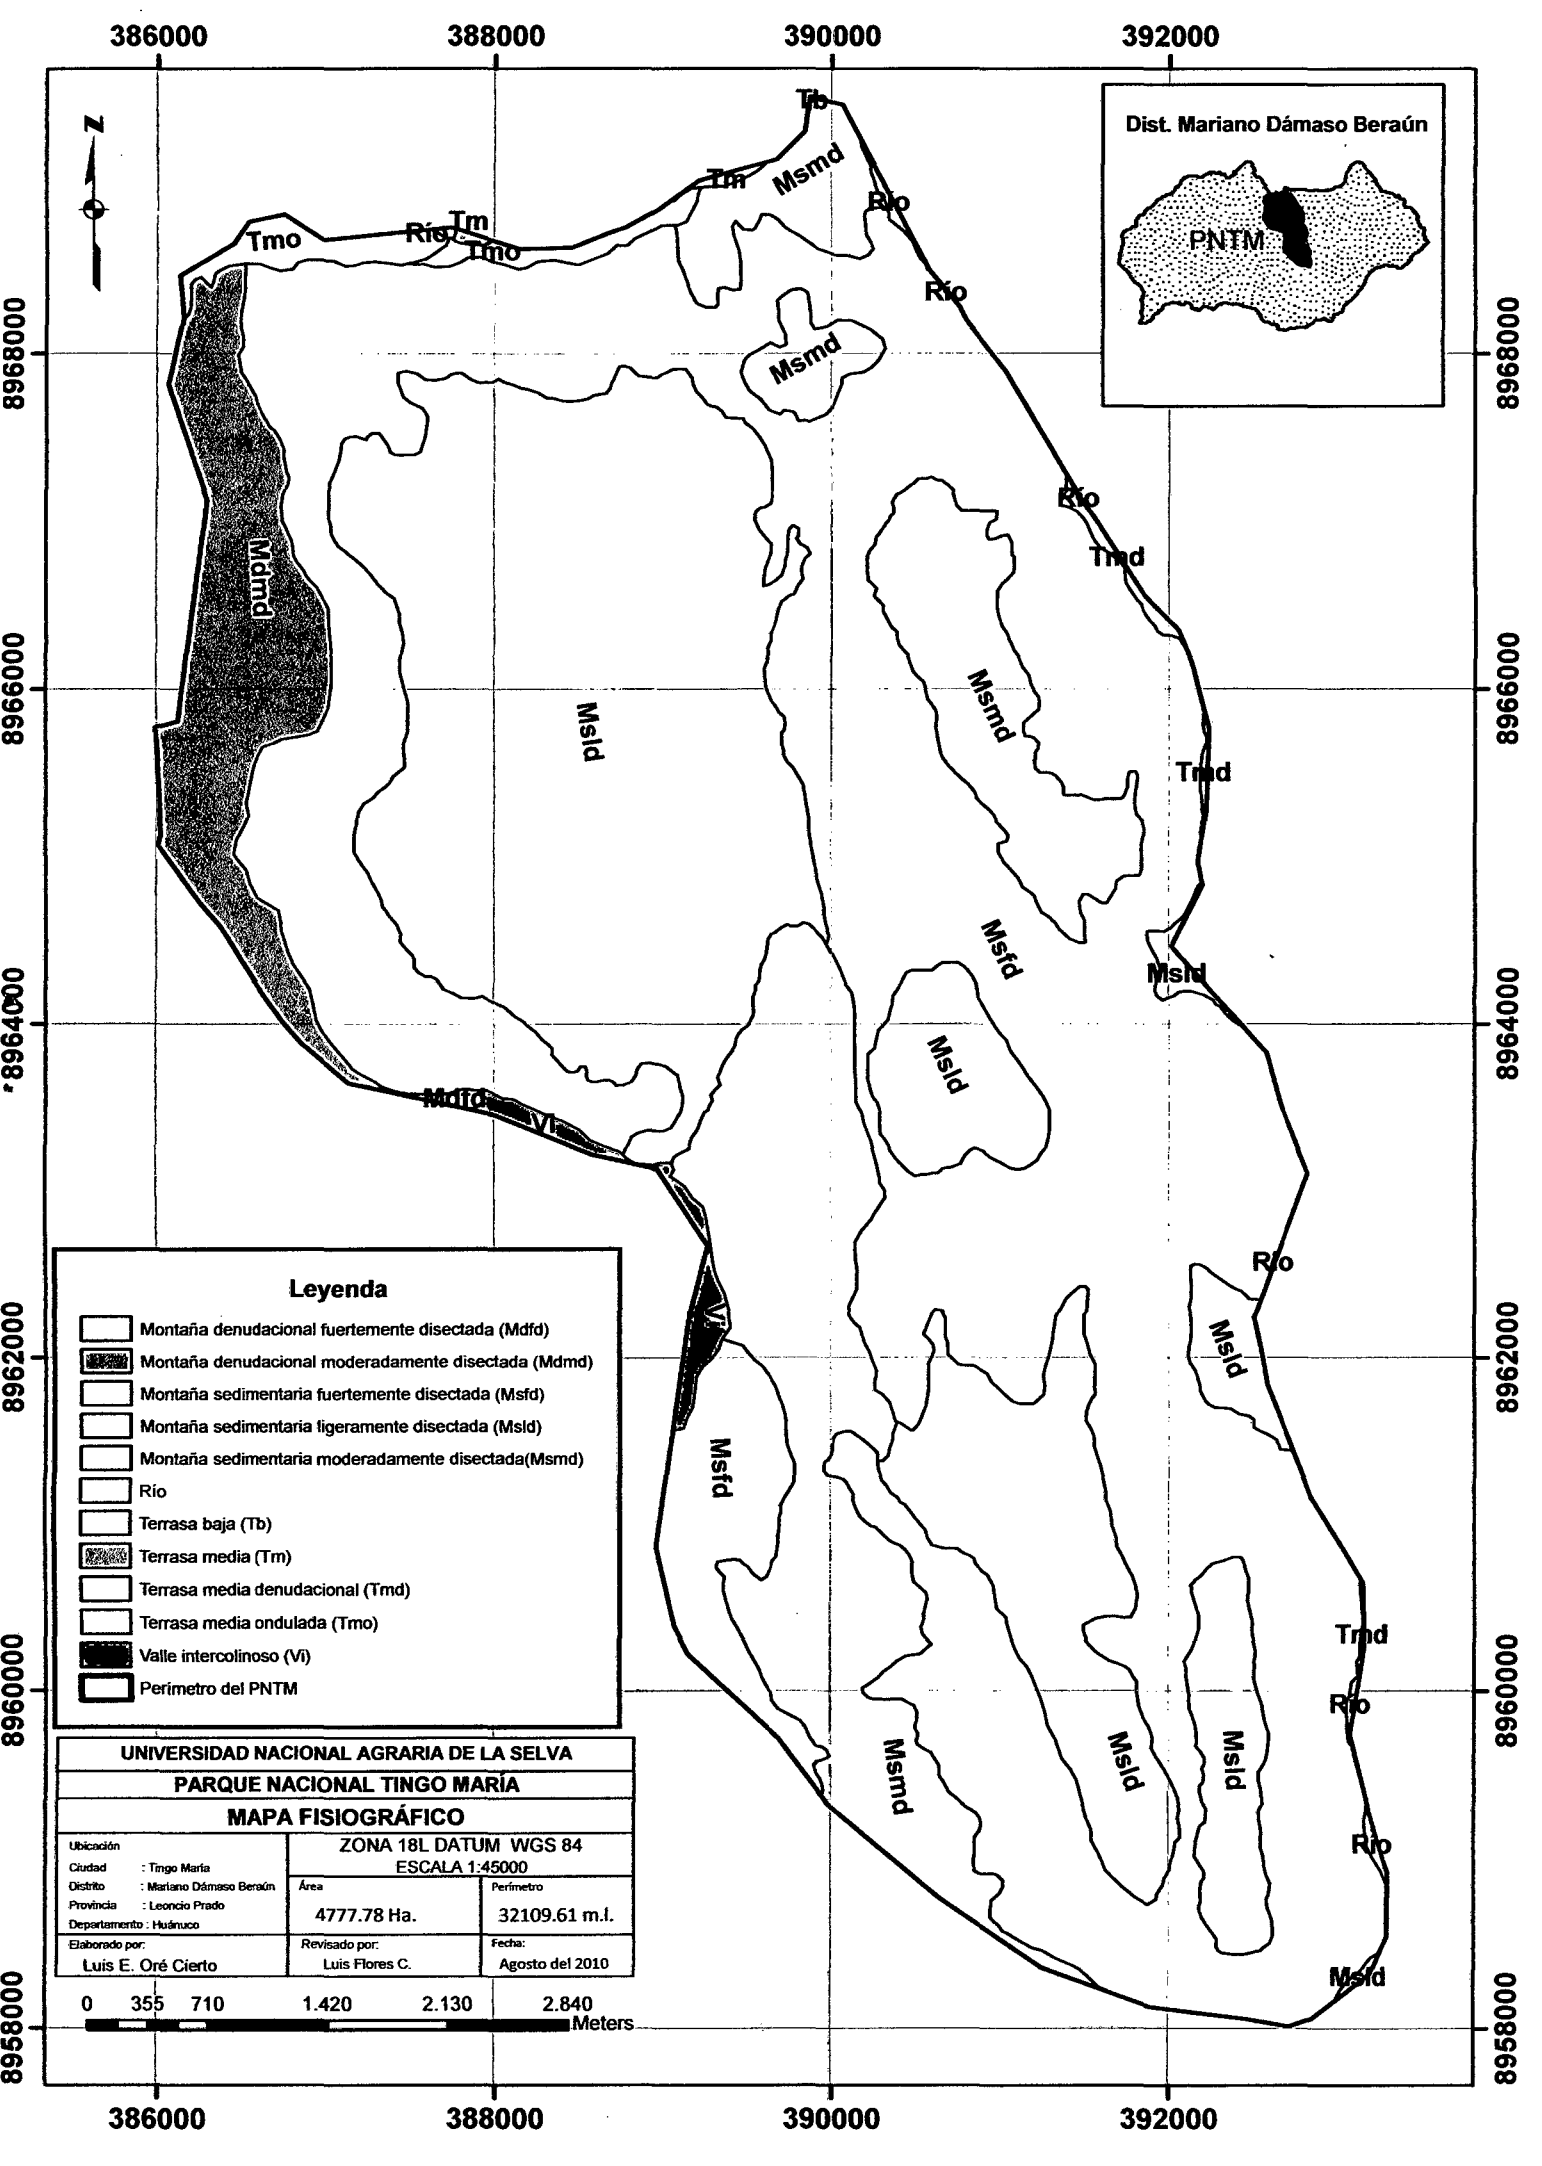 386000 388000 390000 392000
Z
Dist. Mariano Dámaso Beraún
PNTM
Tb
Msmd
Tm
Río
Tmo
Río
Tm
Tmo
Río
8968000
8968000
Msmd
Río
Mdmd
Tmd
8966000
8966000
Msmd
Msld
Tmd
Msfd
Msld
8964000
8964000
Msld
Mdfd
Vi
Río
Vi
8962000
8962000
Msld
Msfd
Leyenda
Montaña denudacional fuertemente disectada (Mdfd)
Montaña denudacional moderadamente disectada (Mdmd)
Montaña sedimentaria fuertemente disectada (Msfd)
Montaña sedimentaria ligeramente disectada (Msld)
Montaña sedimentaria moderadamente disectada(Msmd)
Río
Terrasa baja (Tb)
Terrasa media (Tm)
Terrasa media denudacional (Tmd)
Terrasa media ondulada (Tmo)
Valle intercolinoso (Vi)
Perímetro del PNTM
Tmd
8960000
8960000
Río
Msmd
Msld
Msld
Río
Msld
UNIVERSIDAD NACIONAL AGRARIA DE LA SELVA
PARQUE NACIONAL TINGO MARÍA
MAPA FISIOGRÁFICO
Ubicación
Ciudad : Tingo María
Distrito : Mariano Dámaso Beraún
Provincia : Leoncio Prado
Departamento : Huánuco
ZONA 18L DATUM WGS 84
ESCALA 1:45000
Área
4777.78 Ha.
Perímetro
32109.61 m.l.
Elaborado por:
Luis E. Oré Cierto
Revisado por:
Luis Flores C.
Fecha:
Agosto del 2010
0 355 710 1.420 2.130 2.840
Meters
8958000
8958000
386000 388000 390000 392000